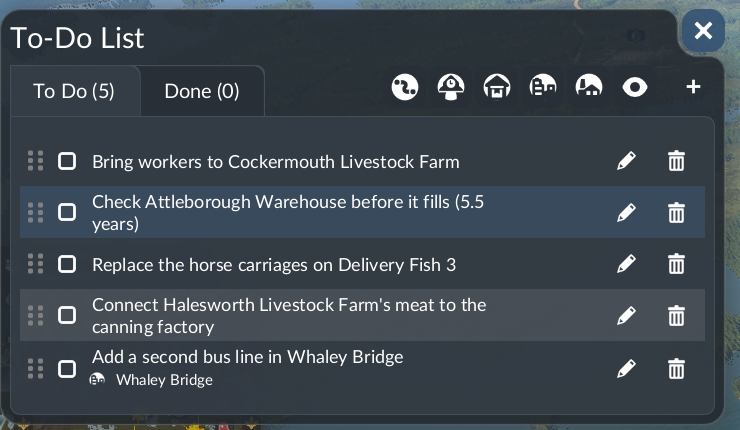 To-Do List
To Do (5)
Done (0)
Bring workers to Cockermouth Livestock Farm
Check Attleborough Warehouse before it fills (5.5
years)
Replace the horse carriages on Delivery Fish 3
Connect Halesworth Livestock Farm's meat to the
canning factory
Add a second bus line in Whaley Bridge
Whaley Bridge